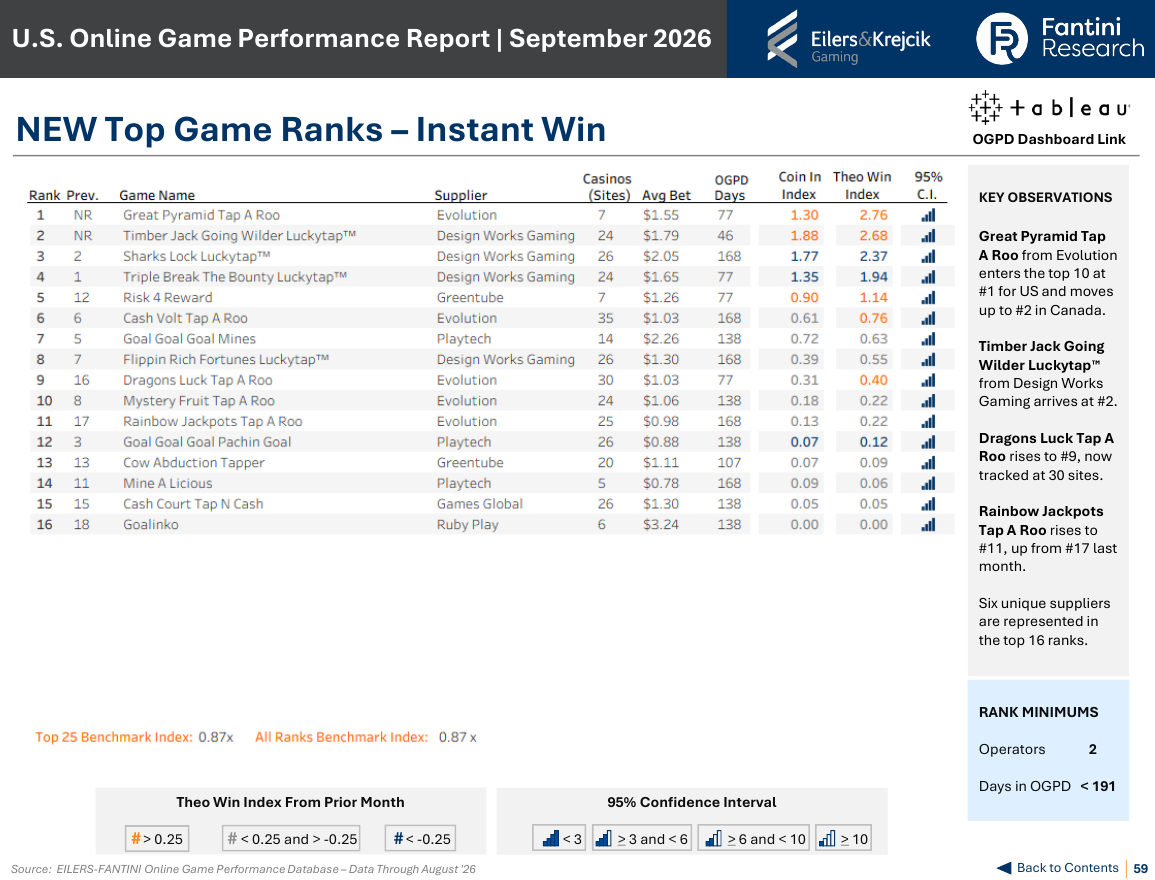 U.S. Online Game Performance Report | September 2026
Eilers&Krejcik
Gaming
Fantini
Research
NEW Top Game Ranks – Instant Win
+ a b l e a u
OGPD Dashboard Link
Rank Prev. Game Name Supplier Casinos (Sites) Avg Bet OGPD Days Coin In Index Theo Win Index 95% C.I.
1 NR Great Pyramid Tap A Roo Evolution 7 $1.55 77 1.30 2.76
2 NR Timber Jack Going Wilder Luckytap™ Design Works Gaming 24 $1.79 46 1.88 2.68
3 2 Sharks Lock Luckytap™ Design Works Gaming 26 $2.05 168 1.77 2.37
4 1 Triple Break The Bounty Luckytap™ Design Works Gaming 24 $1.65 77 1.35 1.94
5 12 Risk 4 Reward Greentube 7 $1.26 77 0.90 1.14
6 6 Cash Volt Tap A Roo Evolution 35 $1.03 168 0.61 0.76
7 5 Goal Goal Goal Mines Playtech 14 $2.26 138 0.72 0.63
8 7 Flippin Rich Fortunes Luckytap™ Design Works Gaming 26 $1.30 168 0.39 0.55
9 16 Dragons Luck Tap A Roo Evolution 30 $1.03 77 0.31 0.40
10 8 Mystery Fruit Tap A Roo Evolution 24 $1.06 138 0.18 0.22
11 17 Rainbow Jackpots Tap A Roo Evolution 25 $0.98 168 0.13 0.22
12 3 Goal Goal Goal Pachin Goal Playtech 26 $0.88 138 0.07 0.12
13 13 Cow Abduction Tapper Greentube 20 $1.11 107 0.07 0.09
14 11 Mine A Licious Playtech 5 $0.78 168 0.09 0.06
15 15 Cash Court Tap N Cash Games Global 26 $1.30 138 0.05 0.05
16 18 Goalinko Ruby Play 6 $3.24 138 0.00 0.00
Top 25 Benchmark Index: 0.87x All Ranks Benchmark Index: 0.87 x
KEY OBSERVATIONS
Great Pyramid Tap
A Roo from Evolution
enters the top 10 at
#1 for US and moves
up to #2 in Canada.
Timber Jack Going
Wilder Luckytap™
from Design Works
Gaming arrives at #2.
Dragons Luck Tap A
Roo rises to #9, now
tracked at 30 sites.
Rainbow Jackpots
Tap A Roo rises to
#11, up from #17 last
month.
Six unique suppliers
are represented in
the top 16 ranks.
RANK MINIMUMS
Operators 2
Days in OGPD < 191
Theo Win Index From Prior Month
# > 0.25 # < 0.25 and > -0.25 # < -0.25
95% Confidence Interval
< 3 ≥ 3 and < 6 ≥ 6 and < 10 ≥ 10
Source: EILERS-FANTINI Online Game Performance Database – Data Through August '26
Back to Contents | 59